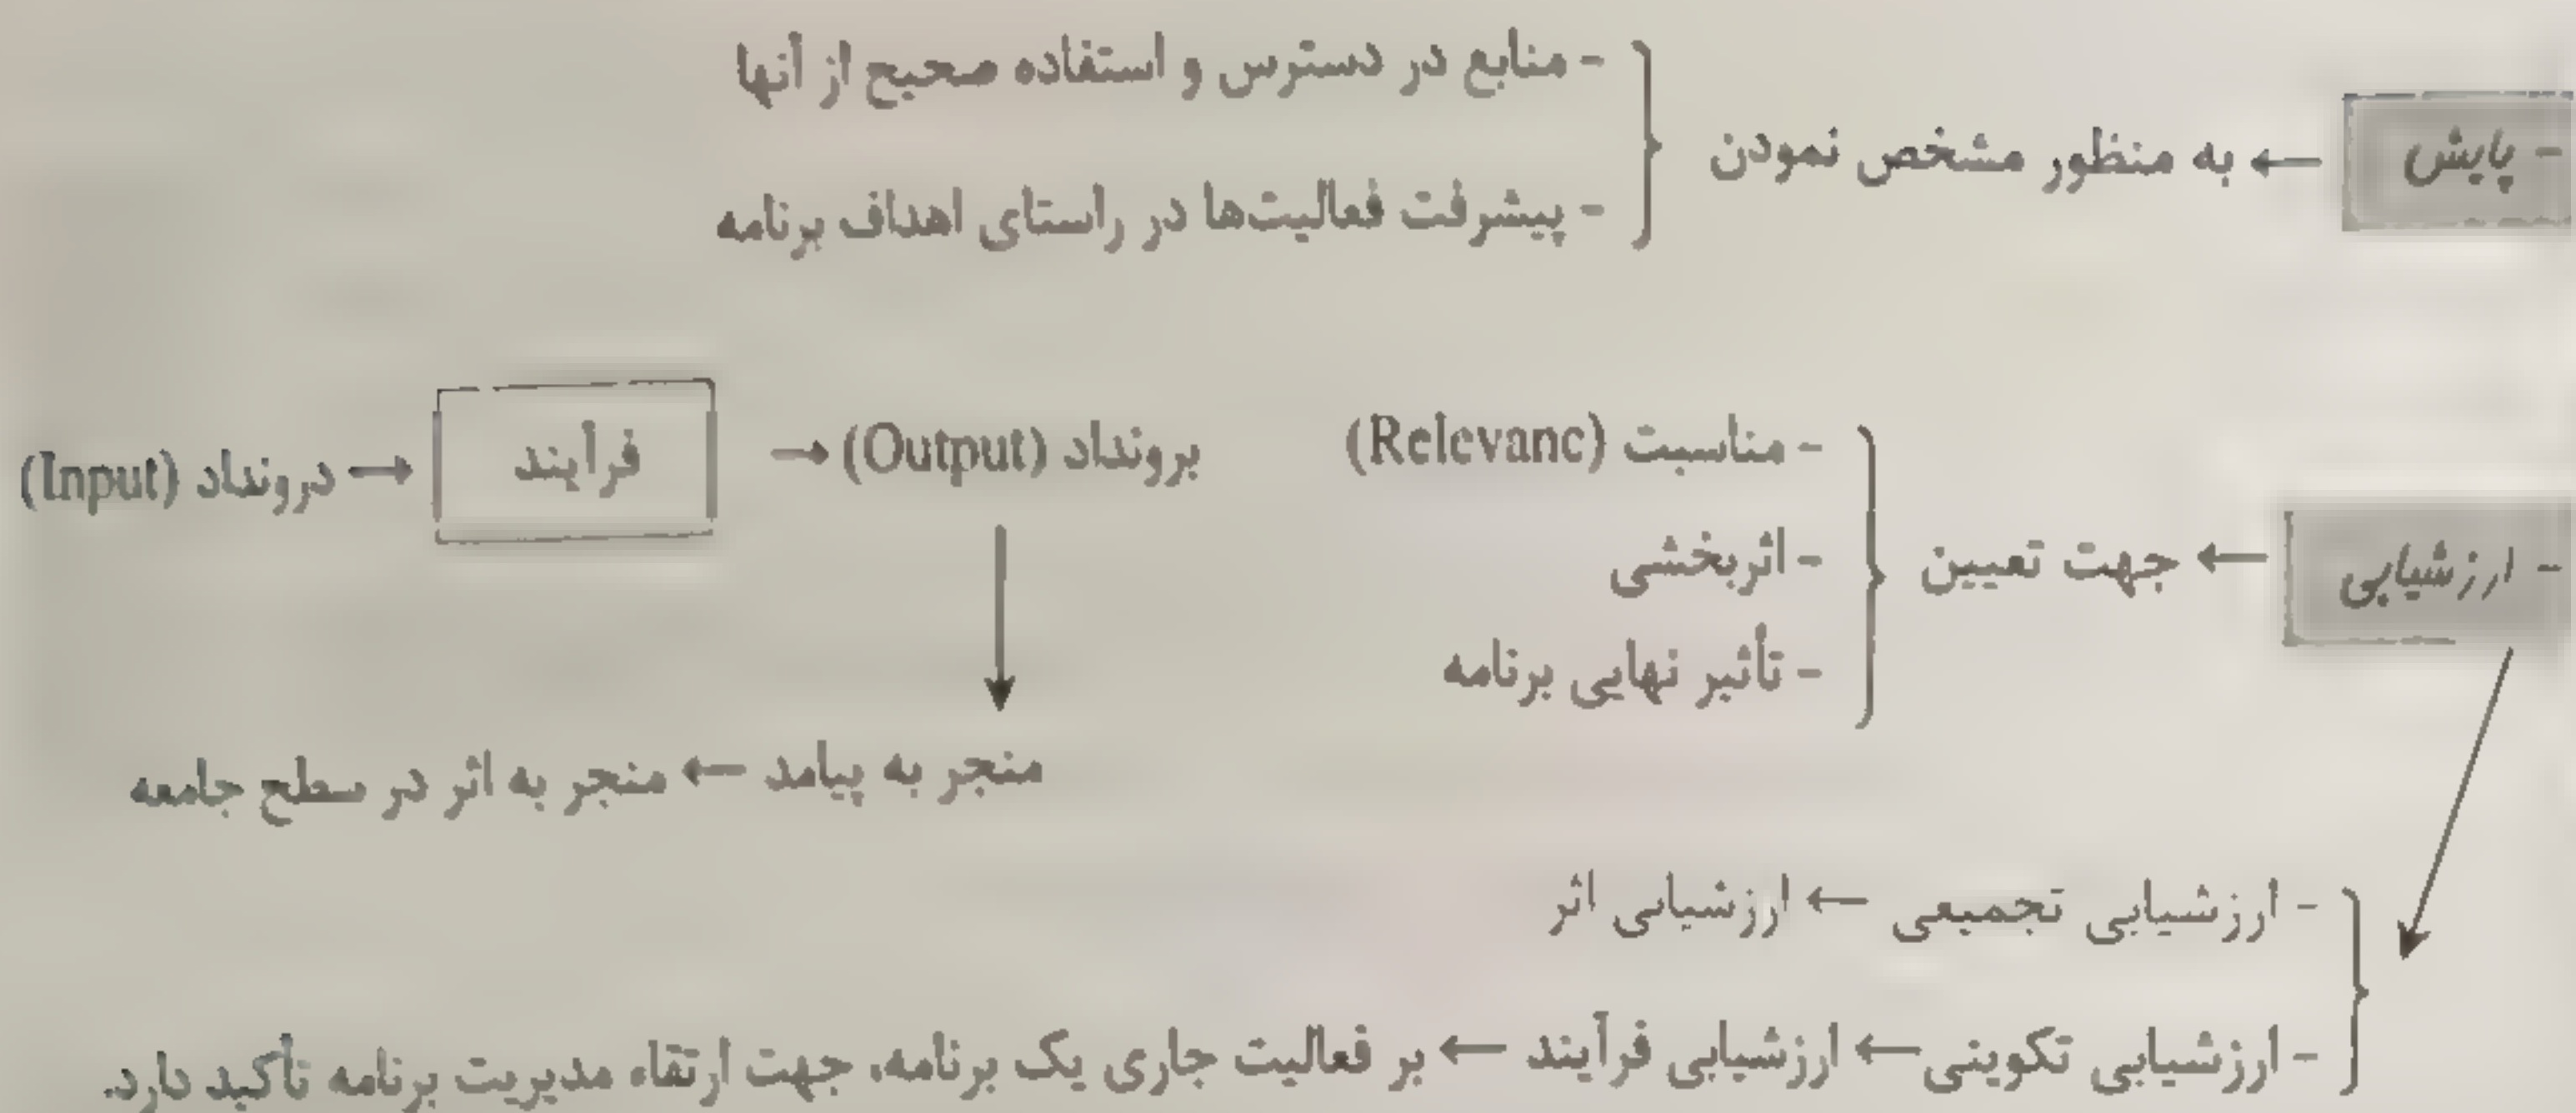 - منابع در دسترس و استفاده صحیح از آنها
- پایش ← به منظور مشخص نمودن
- پیشرفت فعالیت‌ها در راستای اهداف برنامه
- مناسبت (Relevanc)
- ارزشیابی ← جهت تعیین
- اثربخشی
- تأثیر نهایی برنامه
درونداد (Input) → فرآیند → برونداد (Output)
منجر به پیامد ← منجر به اثر در سطح جامعه
- ارزشیابی تجمیعی ← ارزشیابی اثر
- ارزشیابی تکوینی ← ارزشیابی فرآیند ← بر فعالیت جاری یک برنامه، جهت ارتقاء مدیریت برنامه تأکید دارد.